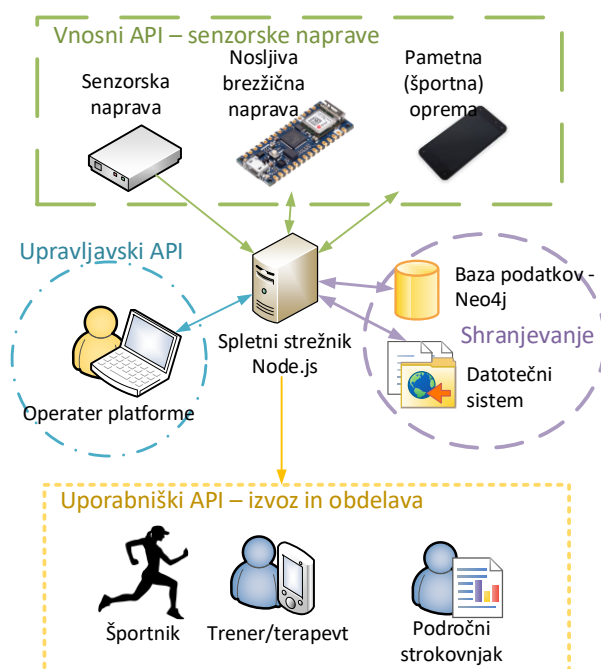 Vnosni API – senzorske naprave
Senzorska
naprava
Nosljiva
brezžična
naprava
Pametna
(športna)
oprema
Upravljavski API
Operater platforme
Spletni strežnik
Node.js
Baza podatkov -
Neo4j
Shranjevanje
Datotečni
sistem
Uporabniški API – izvoz in obdelava
Športnik
Trener/terapevt
Področni
strokovnjak